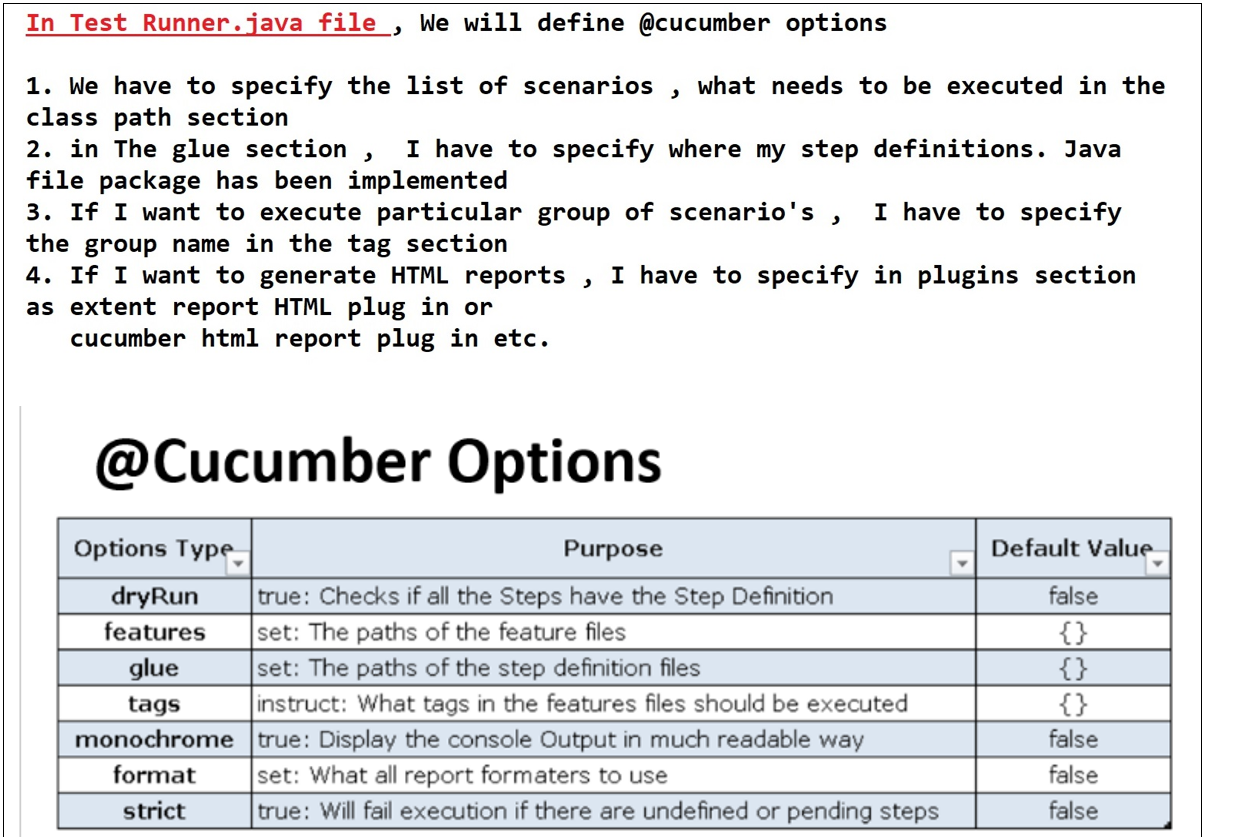 In Test Runner.java file , We will define @cucumber options
1. We have to specify the list of scenarios , what needs to be executed in the
class path section
2. in The glue section ,  I have to specify where my step definitions. Java
file package has been implemented
3. If I want to execute particular group of scenario's ,  I have to specify
the group name in the tag section
4. If I want to generate HTML reports , I have to specify in plugins section
as extent report HTML plug in or
cucumber html report plug in etc.
@Cucumber Options
Options Type Purpose Default Value
dryRun true: Checks if all the Steps have the Step Definition false
features set: The paths of the feature files {}
glue set: The paths of the step definition files {}
tags instruct: What tags in the features files should be executed {}
monochrome true: Display the console Output in much readable way false
format set: What all report formaters to use false
strict true: Will fail execution if there are undefined or pending steps false